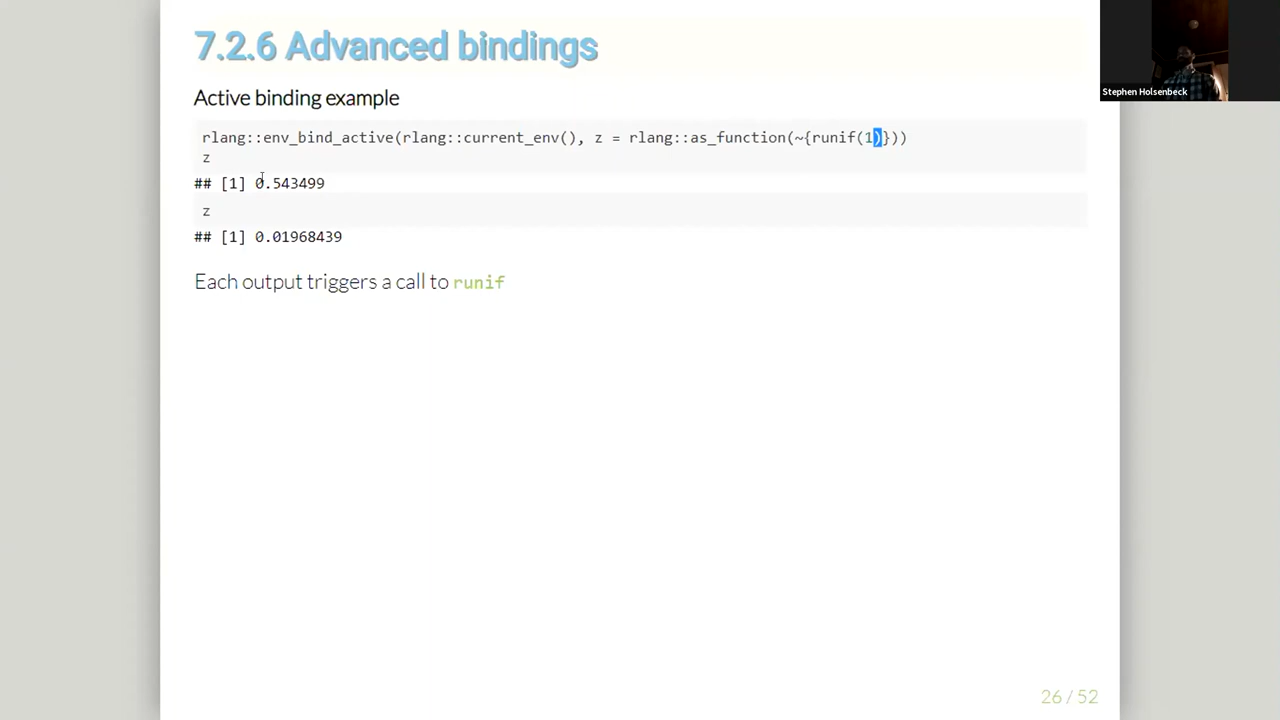 7.2.6 Advanced bindings
Stephen Holsenbeck
Active binding example
rlang::env_bind_active(rlang::current_env(), z = rlang::as_function(~{runif(1)}))
z
## [1] 0.543499
z
## [1] 0.01968439
Each output triggers a call to runif
26 / 52